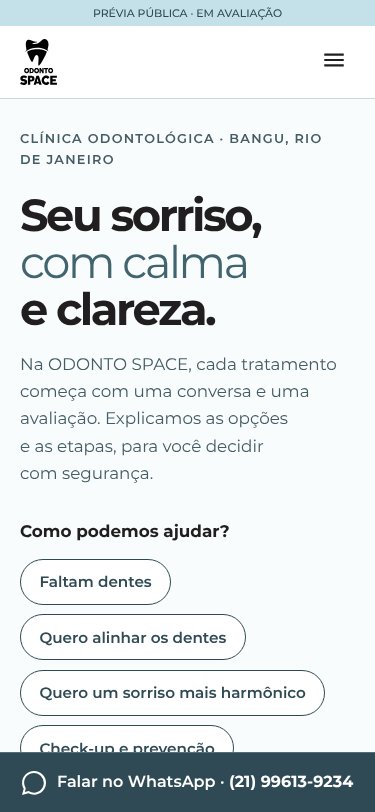 PRÉVIA PÚBLICA · EM AVALIAÇÃO
ODONTO
SPACE
CLÍNICA ODONTOLÓGICA · BANGU, RIO
DE JANEIRO
Seu sorriso,
com calma
e clareza.
Na ODONTO SPACE, cada tratamento
começa com uma conversa e uma
avaliação. Explicamos as opções
e as etapas, para você decidir
com segurança.
Como podemos ajudar?
Faltam dentes
Quero alinhar os dentes
Quero um sorriso mais harmônico
Check-up e prevenção
Falar no WhatsApp · (21) 99613-9234